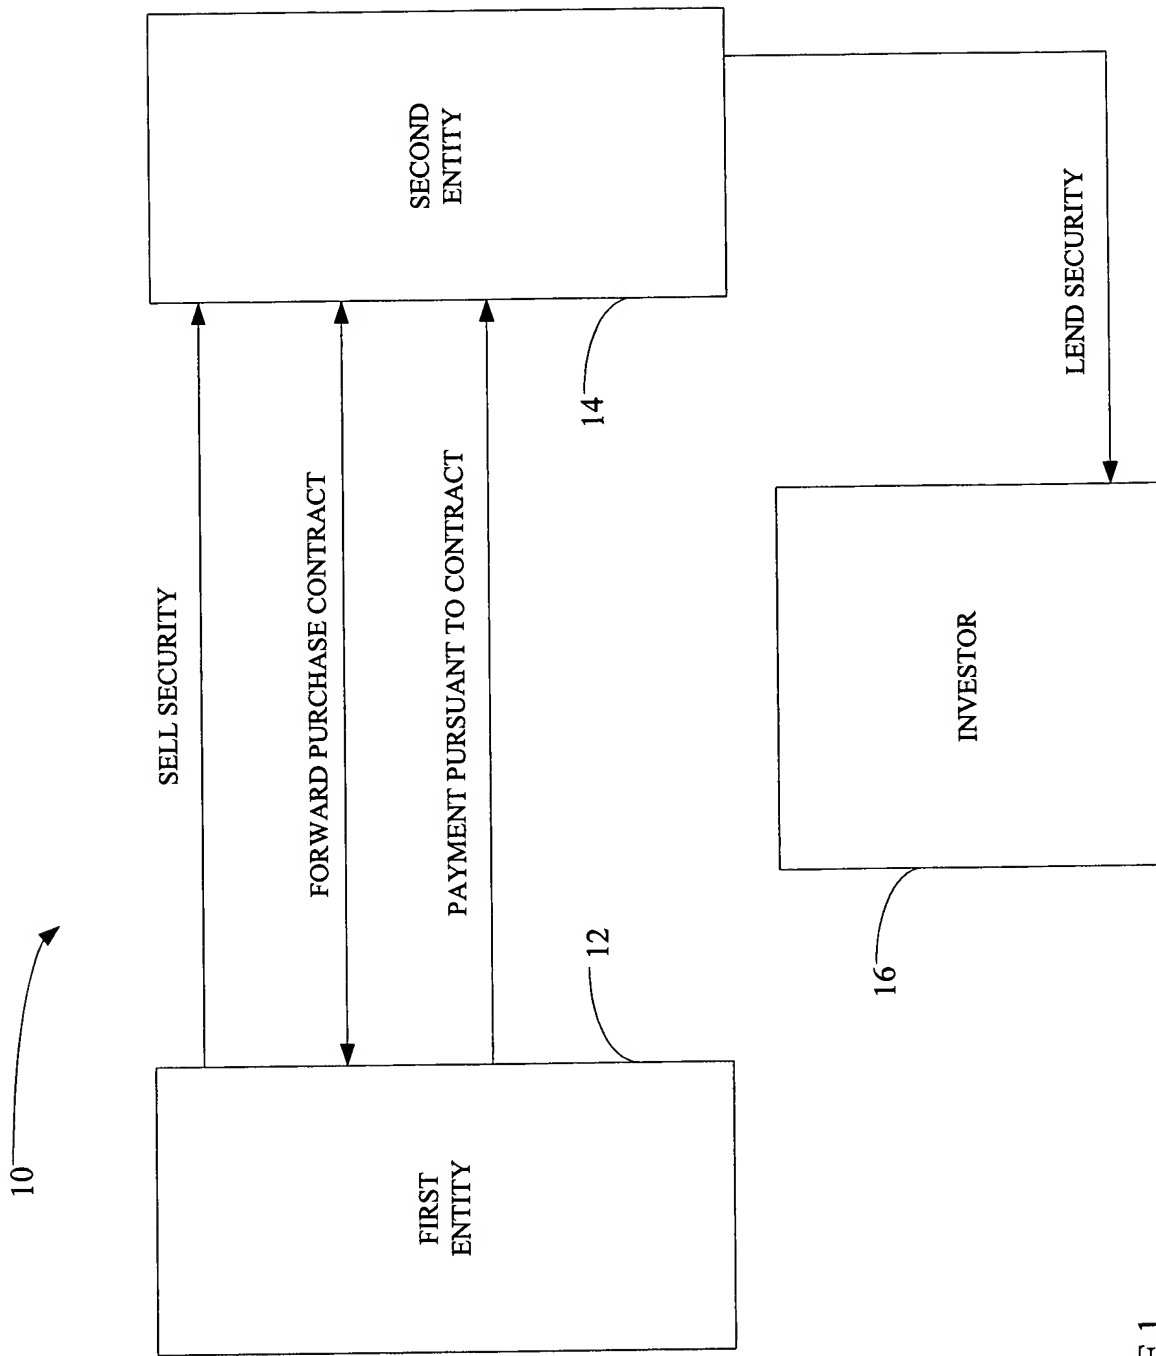 10
SELL SECURITY
FORWARD PURCHASE CONTRACT
PAYMENT PURSUANT TO CONTRACT
FIRST
ENTITY
12
SECOND
ENTITY
14
INVESTOR
16
LEND SECURITY